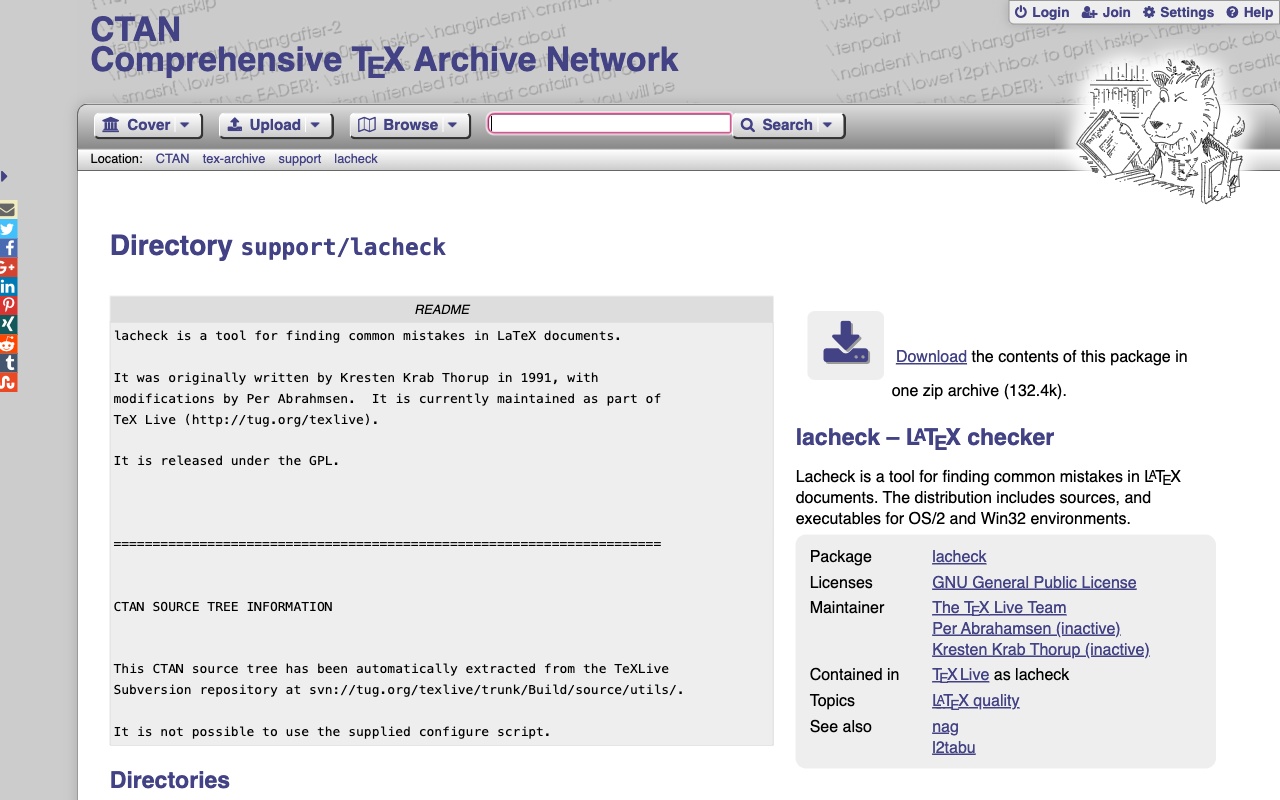 Login Join Settings Help
CTAN
Comprehensive TEX Archive Network
Cover Upload Browse Search
Location: CTAN tex-archive support lacheck
Directory support/lacheck
README
lacheck is a tool for finding common mistakes in LaTeX documents.
It was originally written by Kresten Krab Thorup in 1991, with
modifications by Per Abrahmsen.  It is currently maintained as part of
TeX Live (http://tug.org/texlive).
It is released under the GPL.
======================================================================
CTAN SOURCE TREE INFORMATION
This CTAN source tree has been automatically extracted from the TeXLive
Subversion repository at svn://tug.org/texlive/trunk/Build/source/utils/.
It is not possible to use the supplied configure script.
Directories
Download the contents of this package in
one zip archive (132.4k).
lacheck – LATEX checker
Lacheck is a tool for finding common mistakes in LATEX
documents. The distribution includes sources, and
executables for OS/2 and Win32 environments.
Package lacheck
Licenses GNU General Public License
Maintainer The TEX Live Team
Per Abrahamsen (inactive)
Kresten Krab Thorup (inactive)
Contained in TEX Live as lacheck
Topics LATEX quality
See also nag
l2tabu